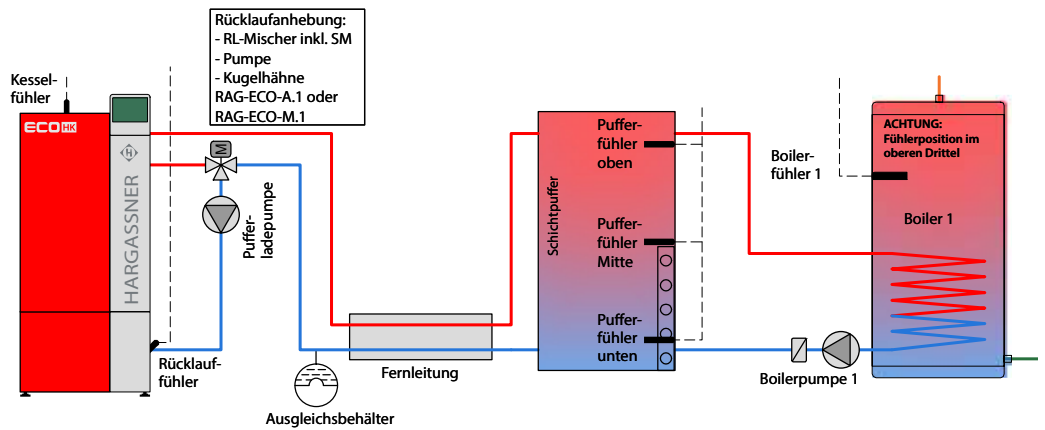 Rücklaufanhebung:
- RL-Mischer inkl. SM
- Pumpe
- Kugelhähne
RAG-ECO-A.1 oder
RAG-ECO-M.1
Kessel-
fühler
ECO HK
HARGASSNER
H
M
Puffer-
ladepumpe
Rücklauf-
fühler
Ausgleichsbehälter
Fernleitung
Schichtpuffer
Puffer-
fühler
oben
Puffer-
fühler
Mitte
Puffer-
fühler
unten
Boiler-
fühler 1
ACHTUNG:
Fühlerposition im
oberen Drittel
Boiler 1
Boilerpumpe 1